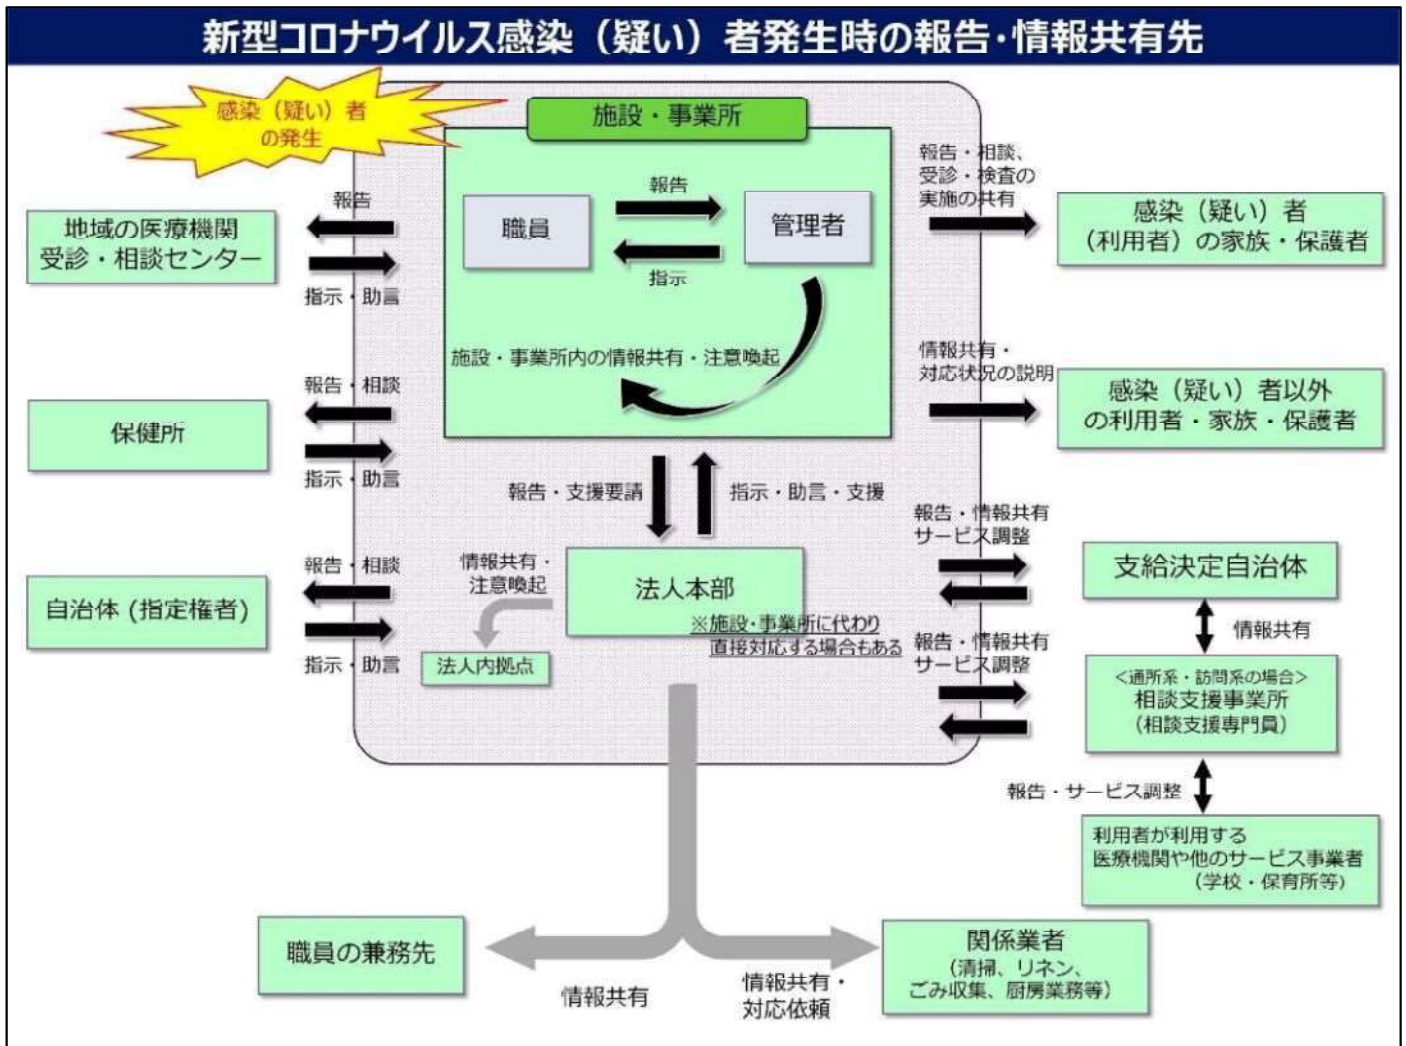 新型コロナウイルス感染（疑い）者発生時の報告・情報共有先
感染（疑い）者
の発生
施設・事業所
職員
報告
指示
管理者
施設・事業所内の情報共有・注意喚起
報告
地域の医療機関
受診・相談センター
指示・助言
報告・相談
保健所
指示・助言
報告・相談
自治体 (指定権者)
指示・助言
報告・支援要請
指示・助言・支援
情報共有・
注意喚起
法人本部
※施設・事業所に代わり
直接対応する場合もある
法人内拠点
報告・相談、
受診・検査の
実施の共有
感染（疑い）者
（利用者）の家族・保護者
情報共有・
対応状況の説明
感染（疑い）者以外
の利用者・家族・保護者
報告・情報共有
サービス調整
支給決定自治体
情報共有
報告・情報共有
サービス調整
＜通所系・訪問系の場合＞
相談支援事業所
（相談支援専門員）
報告・サービス調整
利用者が利用する
医療機関や他のサービス事業者
（学校・保育所等）
職員の兼務先
情報共有
情報共有・
対応依頼
関係業者
（清掃、リネン、
ごみ収集、厨房業務等）